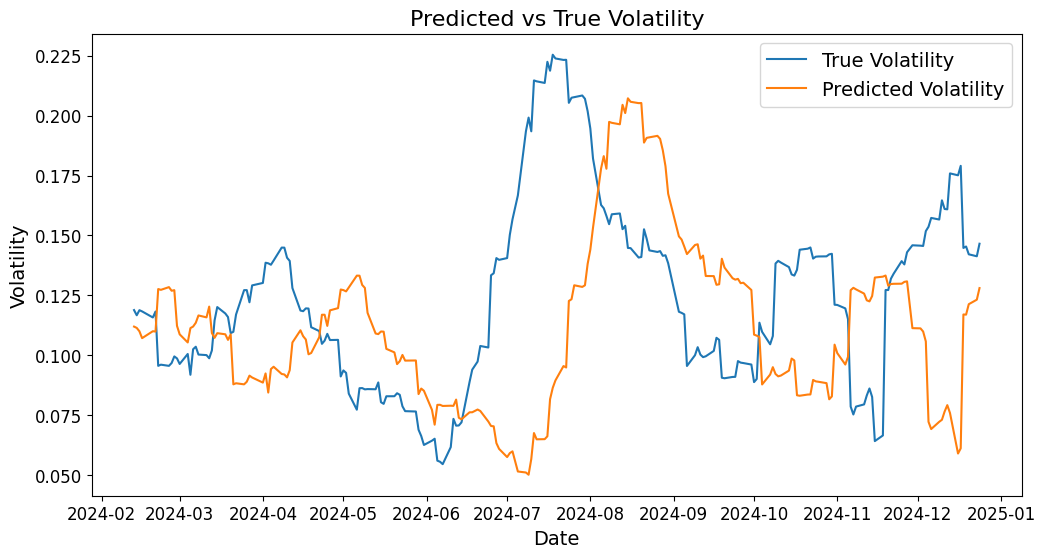 Predicted vs True Volatility
True Volatility
Predicted Volatility
Volatility
0.225
0.200
0.175
0.150
0.125
0.100
0.075
0.050
2024-02 2024-03 2024-04 2024-05 2024-06 2024-07 2024-08 2024-09 2024-10 2024-11 2024-12 2025-01
Date